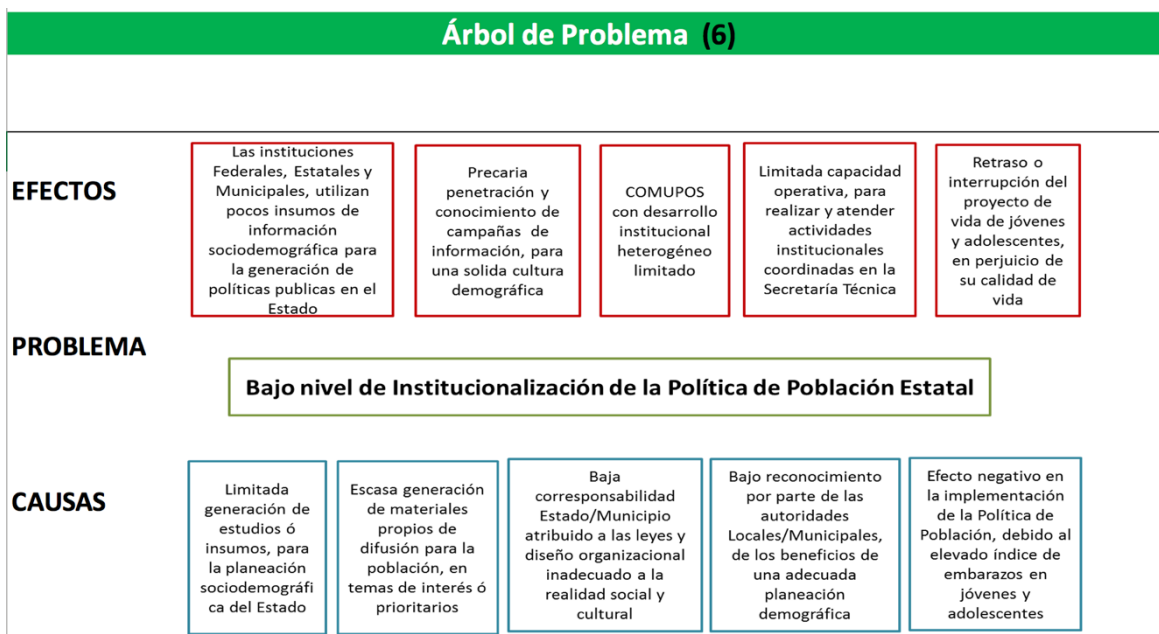 Árbol de Problema (6)
EFECTOS
Las instituciones
Federales, Estatales y
Municipales, utilizan
pocos insumos de
información
sociodemográfica para
la generación de
políticas publicas en el
Estado
Precaria
penetración y
conocimiento de
campañas de
información, para
una solida cultura
demográfica
COMUPOS
con desarrollo
institucional
heterogéneo
limitado
Limitada capacidad
operativa, para
realizar y atender
actividades
institucionales
coordinadas en la
Secretaría Técnica
Retraso o
interrupción del
proyecto de
vida de jóvenes
y adolescentes,
en perjuicio de
su calidad de
vida
PROBLEMA
Bajo nivel de Institucionalización de la Política de Población Estatal
CAUSAS
Limitada
generación de
estudios ó
insumos, para
la planeación
sociodemográfi
ca del Estado
Escasa generación
de materiales
propios de
difusión para la
población, en
temas de interés ó
prioritarios
Baja
corresponsabilidad
Estado/Municipio
atribuido a las leyes y
diseño organizacional
inadecuado a la
realidad social y
cultural
Bajo reconocimiento
por parte de las
autoridades
Locales/Municipales,
de los beneficios de
una adecuada
planeación
demográfica
Efecto negativo en
la implementación
de la Política de
Población, debido al
elevado índice de
embarazos en
jóvenes y
adolescentes